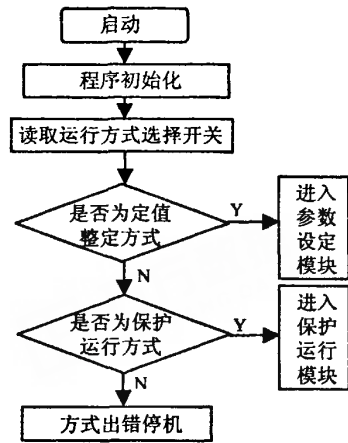 启动
程序初始化
读取运行方式选择开关
是否为定值
整定方式
Y
进入
参数
设定
模块
N
是否为保护
运行方式
Y
进入
保护
运行
模块
N
方式出错停机